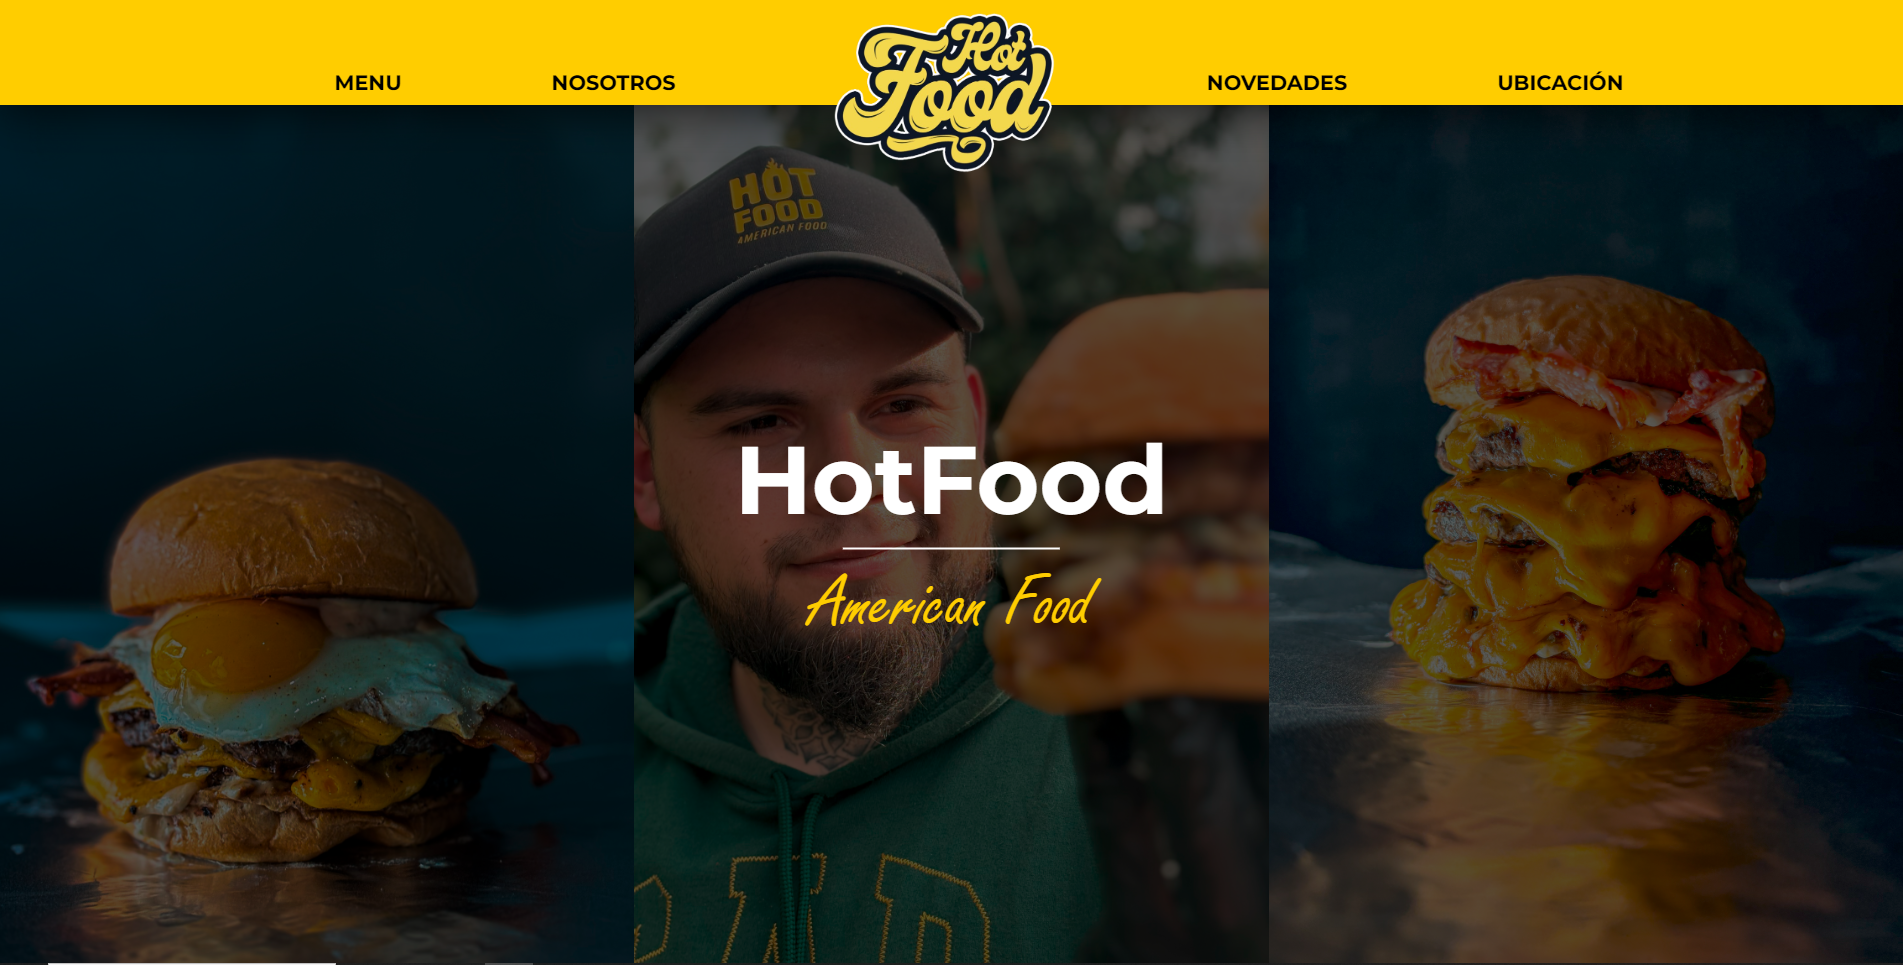 MENU NOSOTROS Hot Food NOVEDADES UBICACIÓN
HOT
FOOD
AMERICAN FOOD
HotFood
American Food